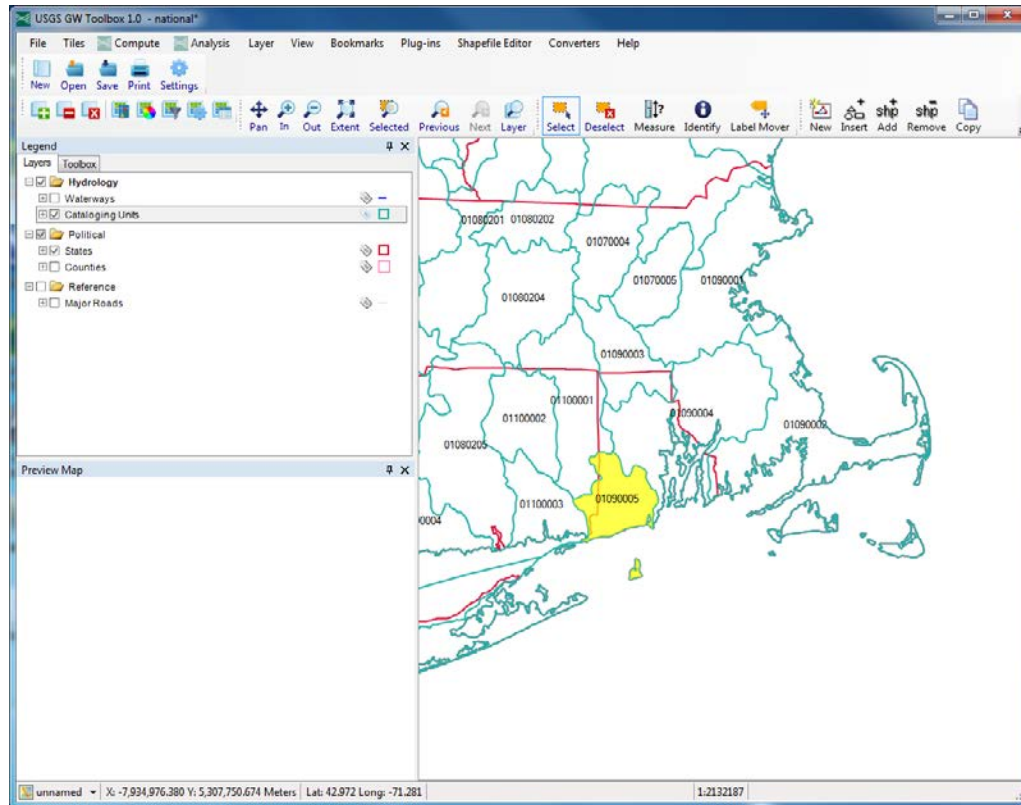 USGS GW Toolbox 1.0 - national*
File Tiles Compute Analysis Layer View Bookmarks Plug-ins Shapefile Editor Converters Help
New Open Save Print Settings
Pan In Out Extent Selected Previous Next Layer Select Deselect Measure Identify Label Mover New Insert Add Remove Copy
Legend
Layers Toolbox
Hydrology
Waterways
Cataloging Units
Political
States
Counties
Reference
Major Roads
Preview Map
01080201 01080202
01070004
01070005 01090001
01080204
01090003
01100001
01100002
01090004
01090002
01080205
01090005
01100003
0004
unnamed X: -7,934,976.380 Y: 5,307,750.674 Meters Lat: 42.972 Long: -71.281 1:2132187